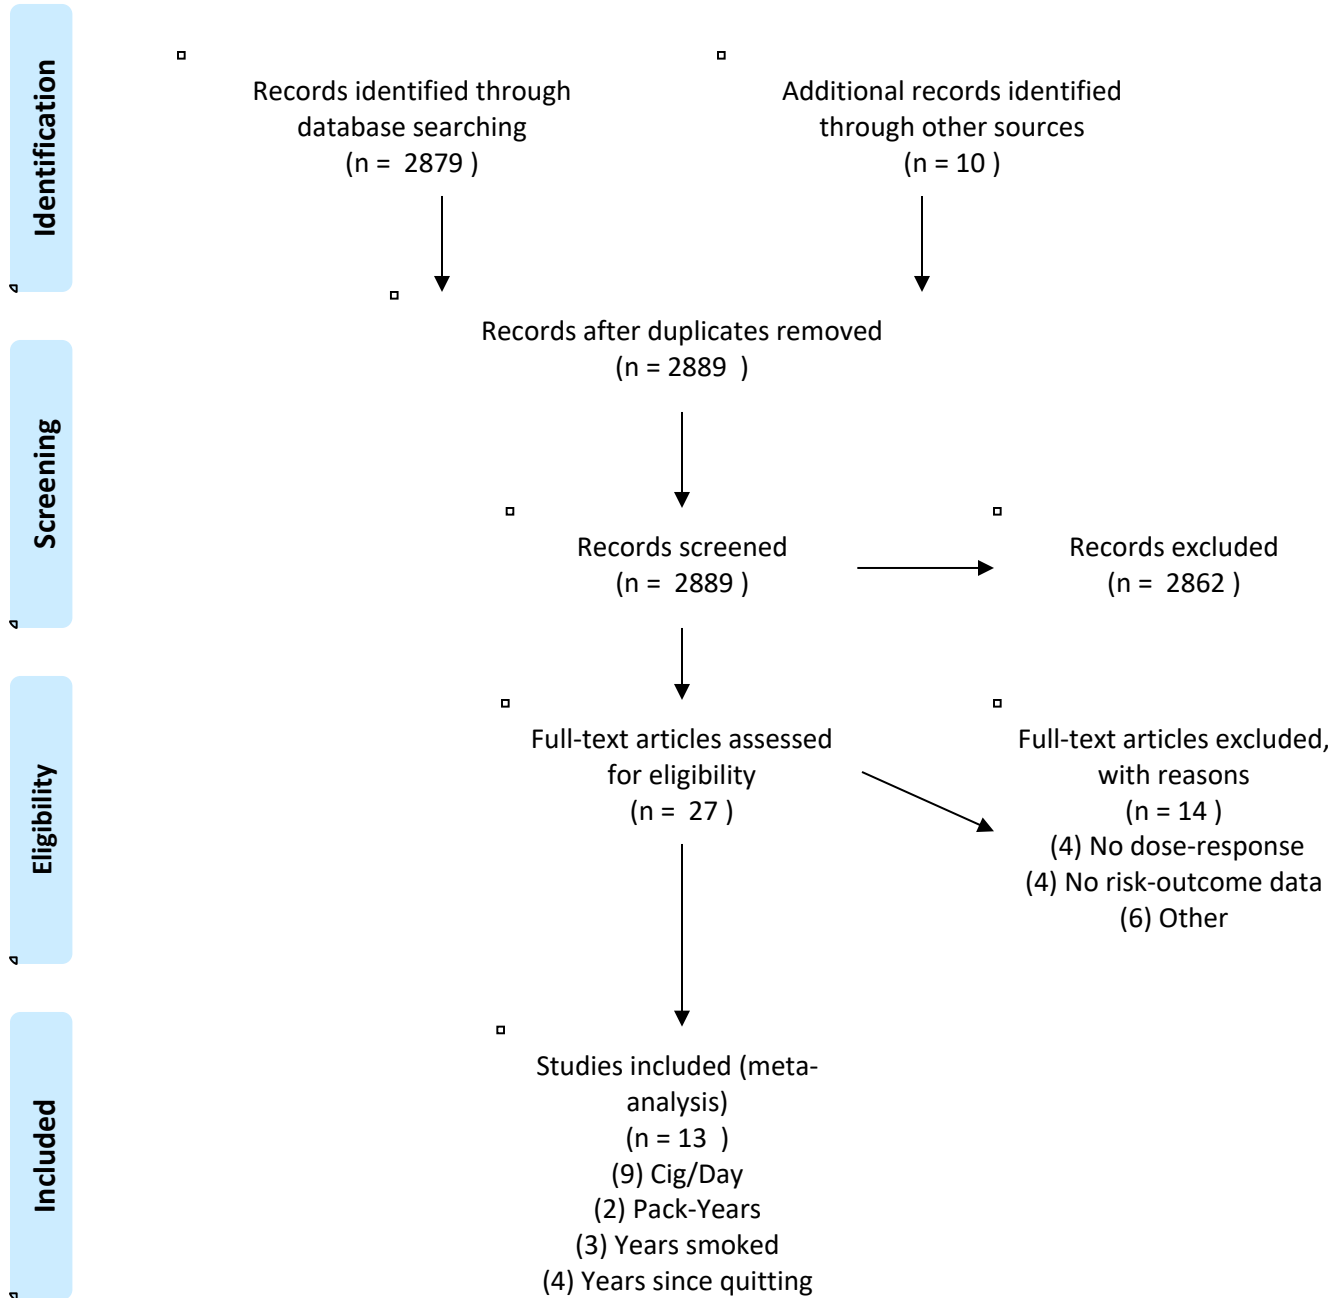 Identification
Records identified through
database searching
(n = 2879 )
Additional records identified
through other sources
(n = 10 )
Records after duplicates removed
(n = 2889 )
Screening
Records screened
(n = 2889 )
Records excluded
(n = 2862 )
Eligibility
Full-text articles assessed
for eligibility
(n = 27 )
Full-text articles excluded,
with reasons
(n = 14 )
(4) No dose-response
(4) No risk-outcome data
(6) Other
Included
Studies included (meta-
analysis)
(n = 13 )
(9) Cig/Day
(2) Pack-Years
(3) Years smoked
(4) Years since quitting